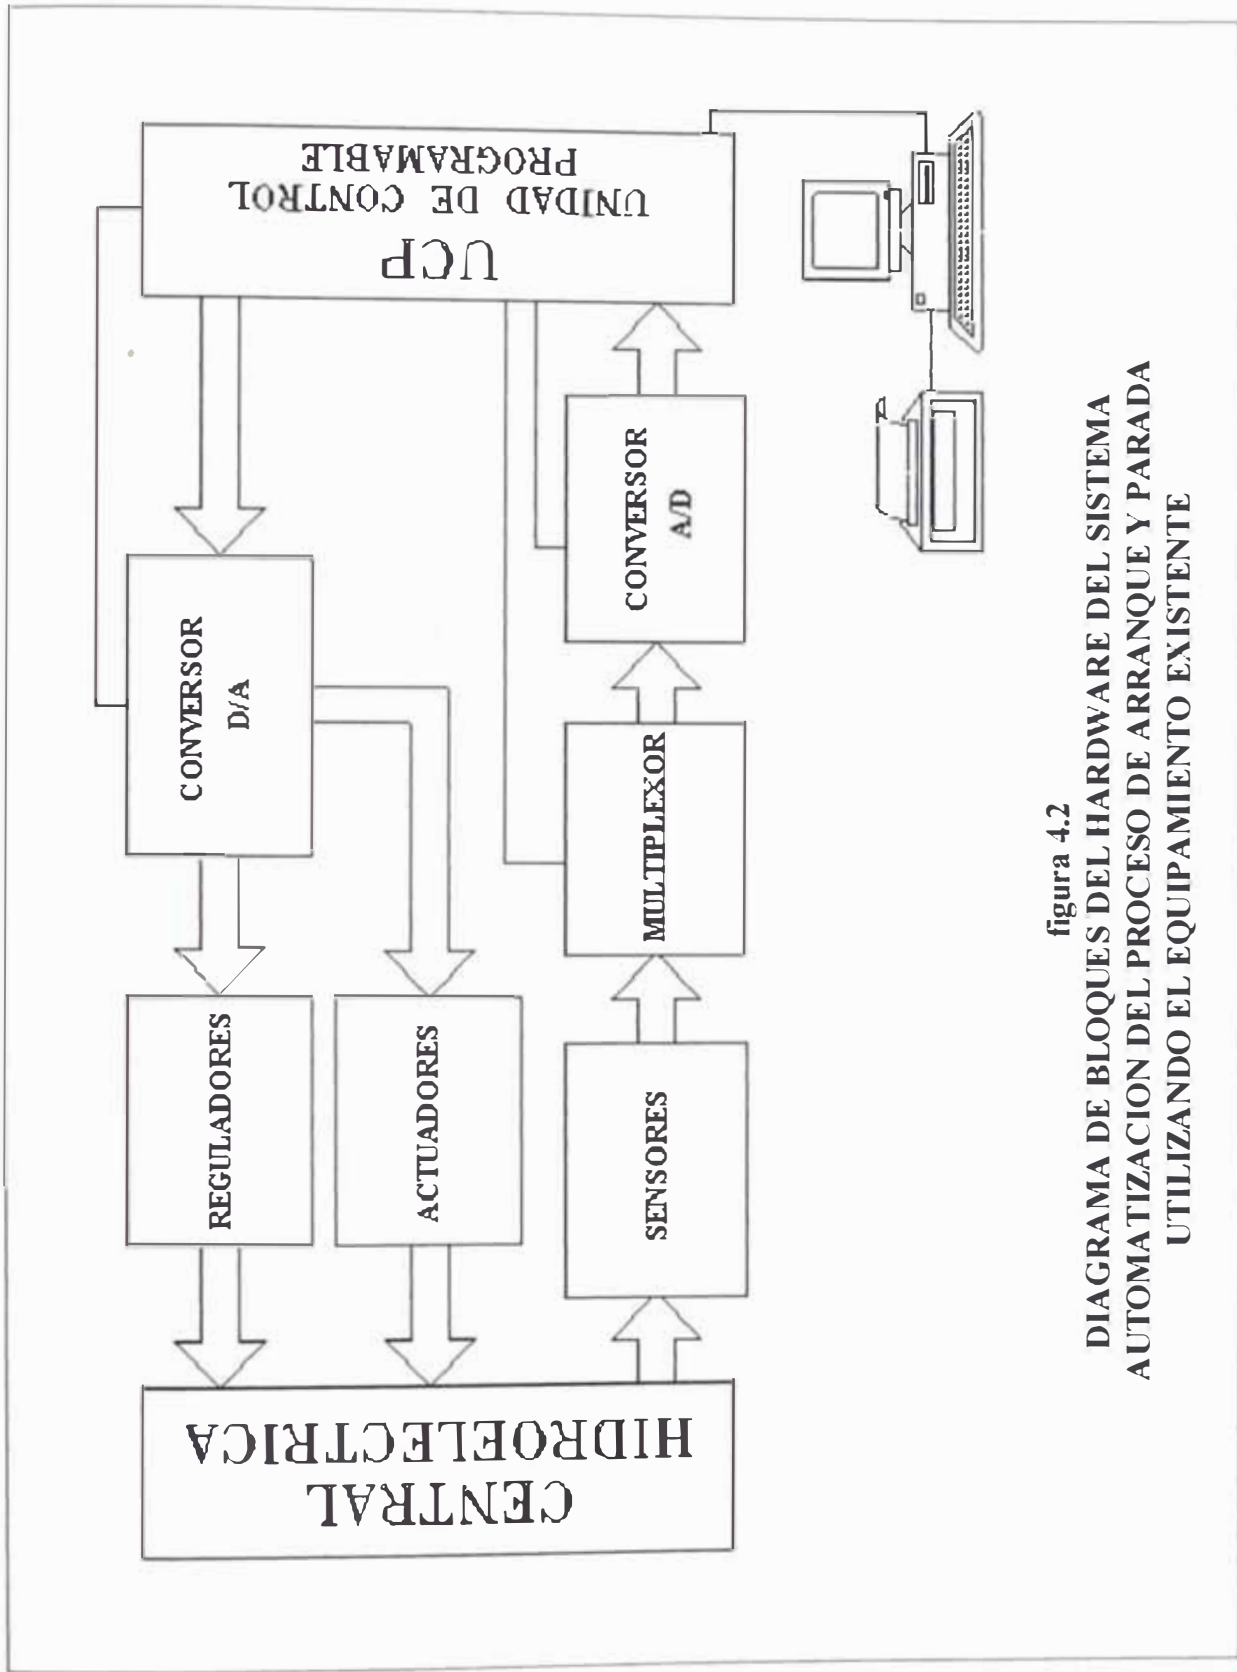 CENTRAL
HIDROELECTRICA
REGULADORES
ACTUADORES
SENSORES
CONVERSOR
D/A
MULTIPLEXOR
CONVERSOR
A/D
UCP
UNIDAD DE CONTROL
PROGRAMABLE
figura 4.2
DIAGRAMA DE BLOQUES DEL HARDWARE DEL SISTEMA
AUTOMATIZACION DEL PROCESO DE ARRANQUE Y PARADA
UTILIZANDO EL EQUIPAMIENTO EXISTENTE